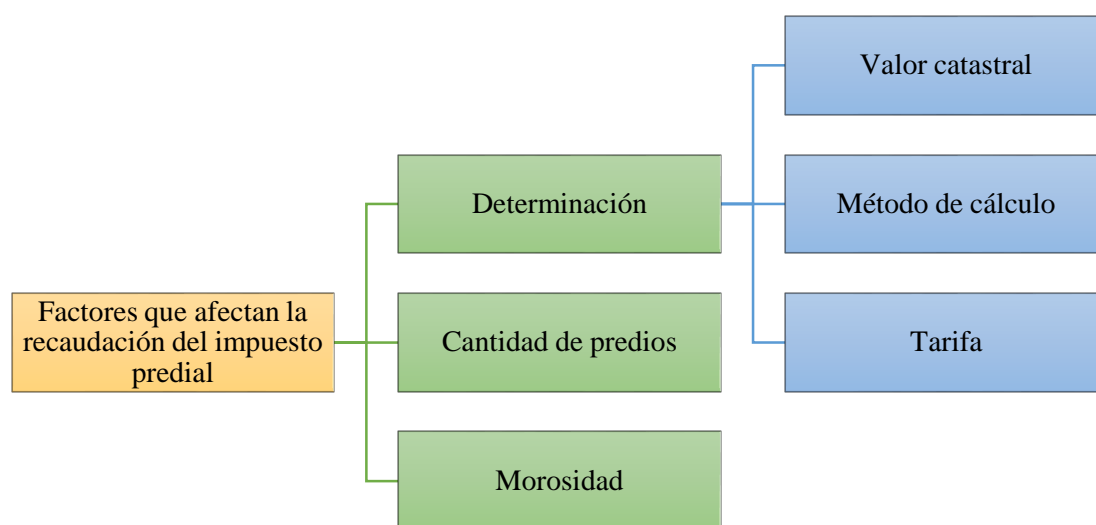 Factores que afectan la
recaudación del impuesto
predial
Determinación
Cantidad de predios
Morosidad
Valor catastral
Método de cálculo
Tarifa